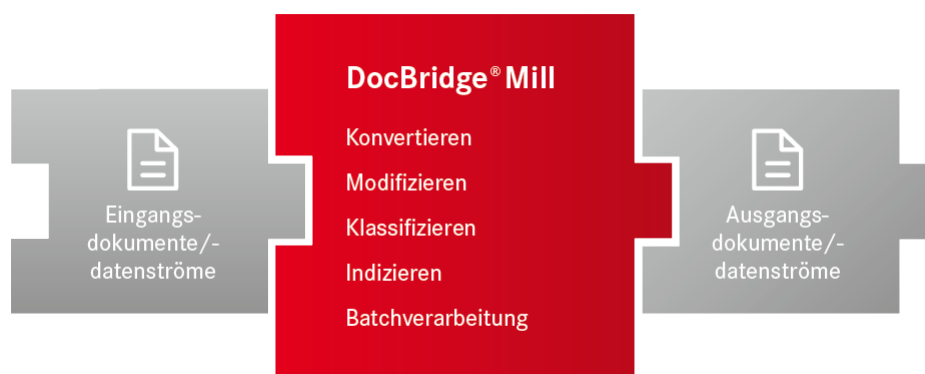 Eingangs-
dokumente/-
datenströme
DocBridge® Mill
Konvertieren
Modifizieren
Klassifizieren
Indizieren
Batchverarbeitung
Ausgangs-
dokumente/-
datenströme